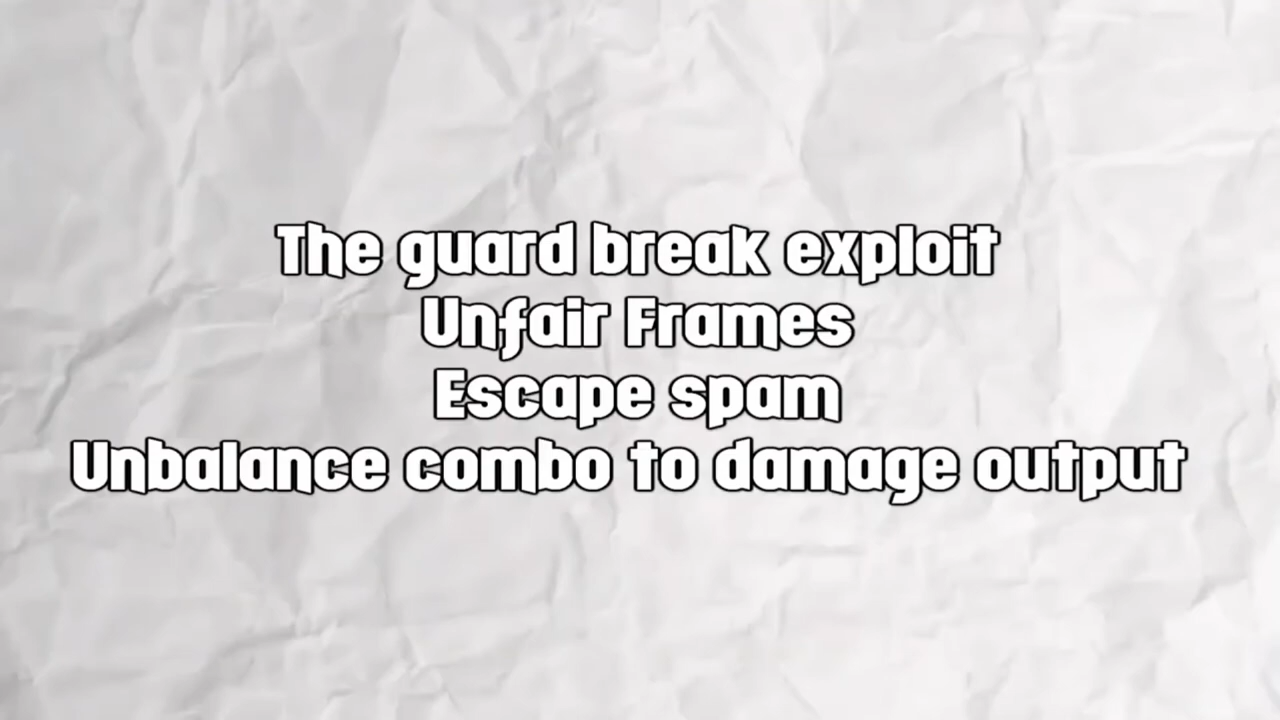 The guard break exploit
Unfair Frames
Escape spam
Unbalance combo to damage output